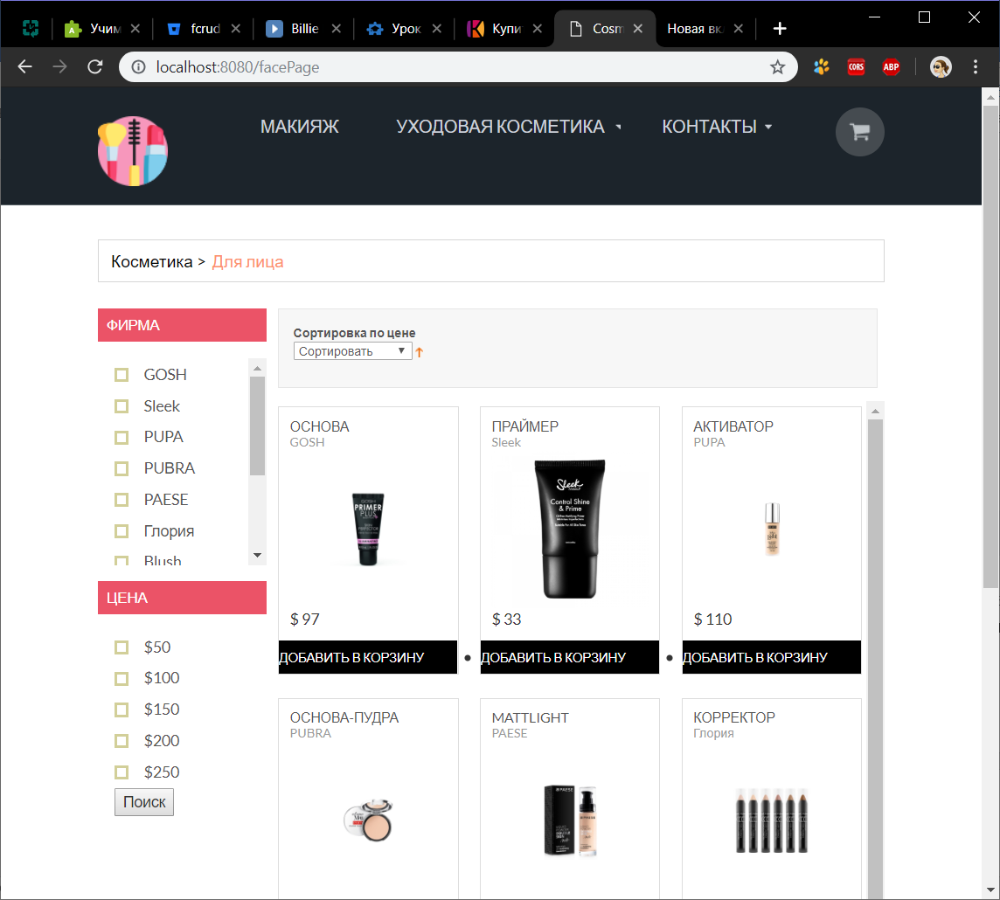 Учим
fcrud
Billie
Урок
Купи
Cosm
Новая вкл
localhost:8080/facePage
CORS
ABP
МАКИЯЖ
УХОДОВАЯ КОСМЕТИКА
КОНТАКТЫ
Косметика > Для лица
ФИРМА
GOSH
Sleek
PUPA
PUBRA
PAESE
Глория
Blush
ЦЕНА
$50
$100
$150
$200
$250
Поиск
Сортировка по цене
Сортировать
ОСНОВА
GOSH
PRIMER
PLUS
$ 97
ДОБАВИТЬ В КОРЗИНУ
ПРАЙМЕР
Sleek
Sleek
Control Shine
& Prime
$ 33
ДОБАВИТЬ В КОРЗИНУ
АКТИВАТОР
PUPA
$ 110
ДОБАВИТЬ В КОРЗИНУ
ОСНОВА-ПУДРА
PUBRA
MATTLIGHT
PAESE
PAESE
КОРРЕКТОР
Глория